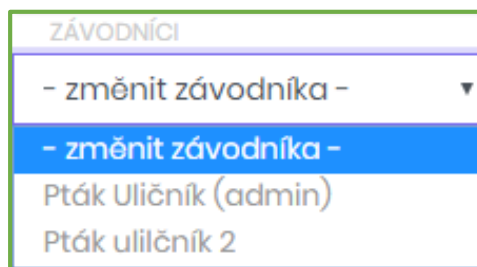 ZÁVODNÍCI
- změnit závodníka -
- změnit závodníka -
Pták Uličník (admin)
Pták ulilčník 2